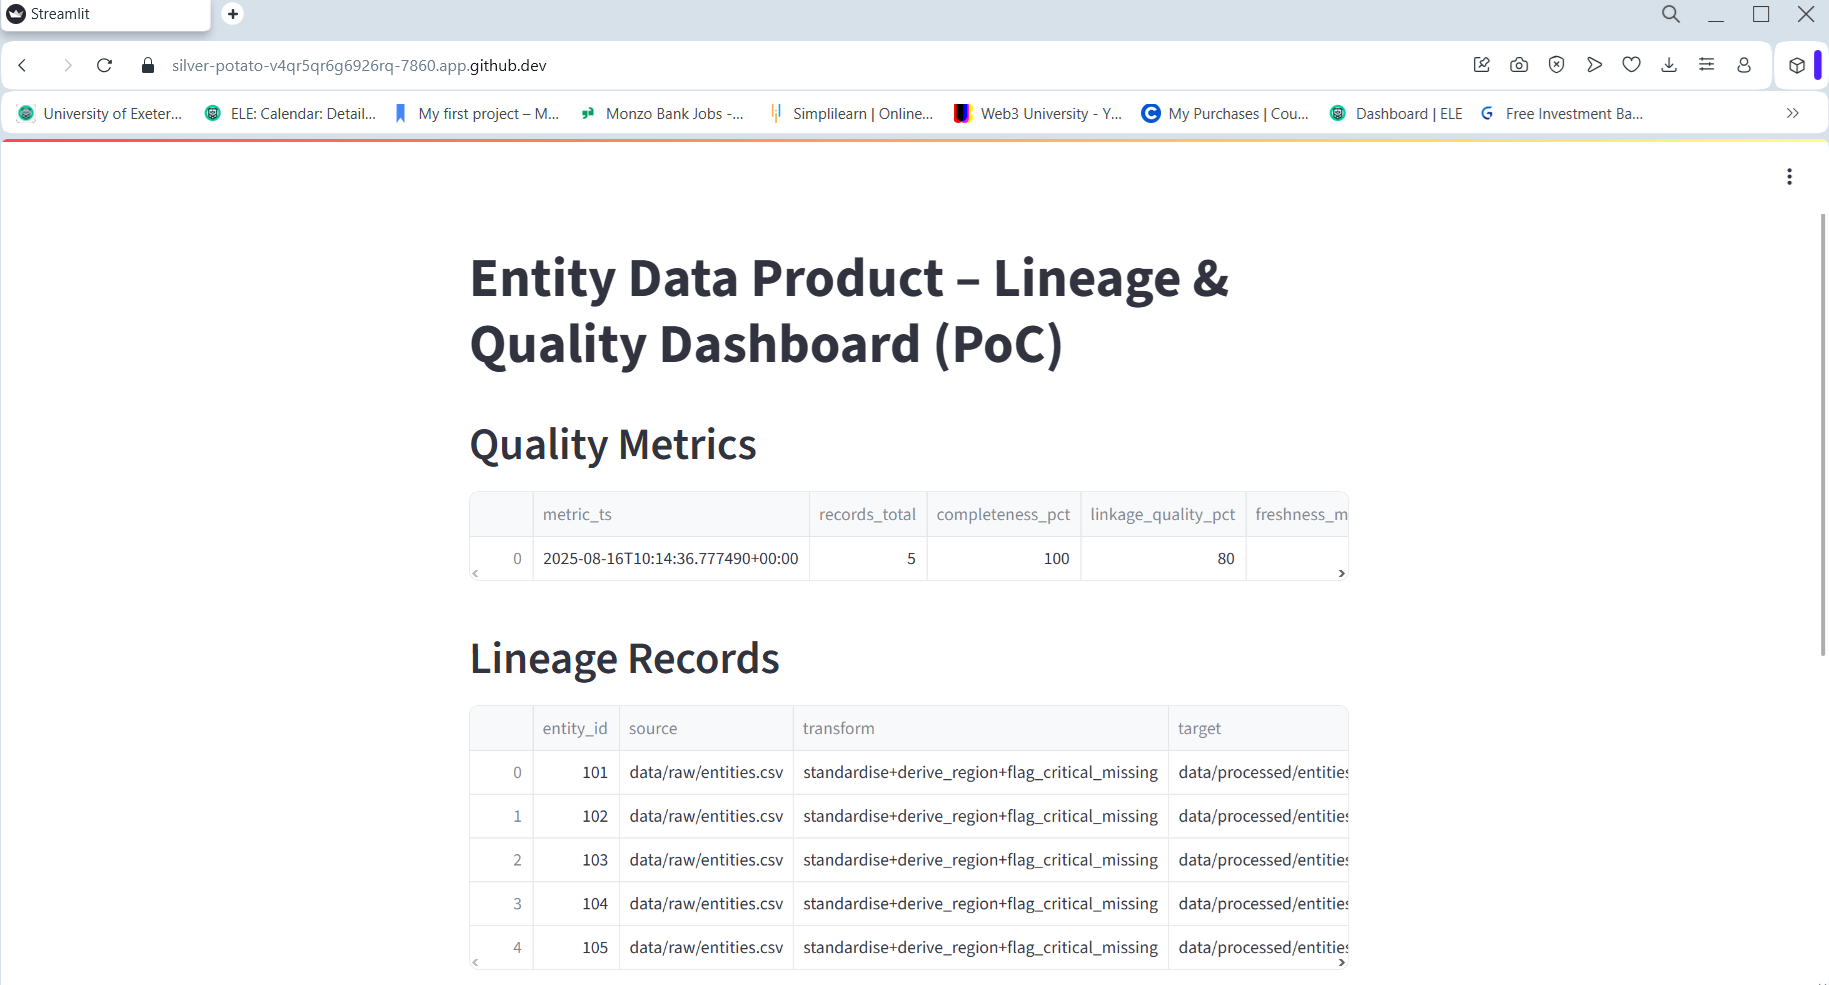 Streamlit
silver-potato-v4qr5qr6g6926rq-7860.app.github.dev
University of Exeter... ELE: Calendar: Detail... My first project – M... Monzo Bank Jobs -... Simplilearn | Online... Web3 University - Y... My Purchases | Cou... Dashboard | ELE Free Investment Ba...
Entity Data Product – Lineage &
Quality Dashboard (PoC)
Quality Metrics
metric_ts records_total completeness_pct linkage_quality_pct freshness_m
0 2025-08-16T10:14:36.777490+00:00 5 100 80
Lineage Records
entity_id source transform target
0 101 data/raw/entities.csv standardise+derive_region+flag_critical_missing data/processed/entities
1 102 data/raw/entities.csv standardise+derive_region+flag_critical_missing data/processed/entities
2 103 data/raw/entities.csv standardise+derive_region+flag_critical_missing data/processed/entities
3 104 data/raw/entities.csv standardise+derive_region+flag_critical_missing data/processed/entities
4 105 data/raw/entities.csv standardise+derive_region+flag_critical_missing data/processed/entities